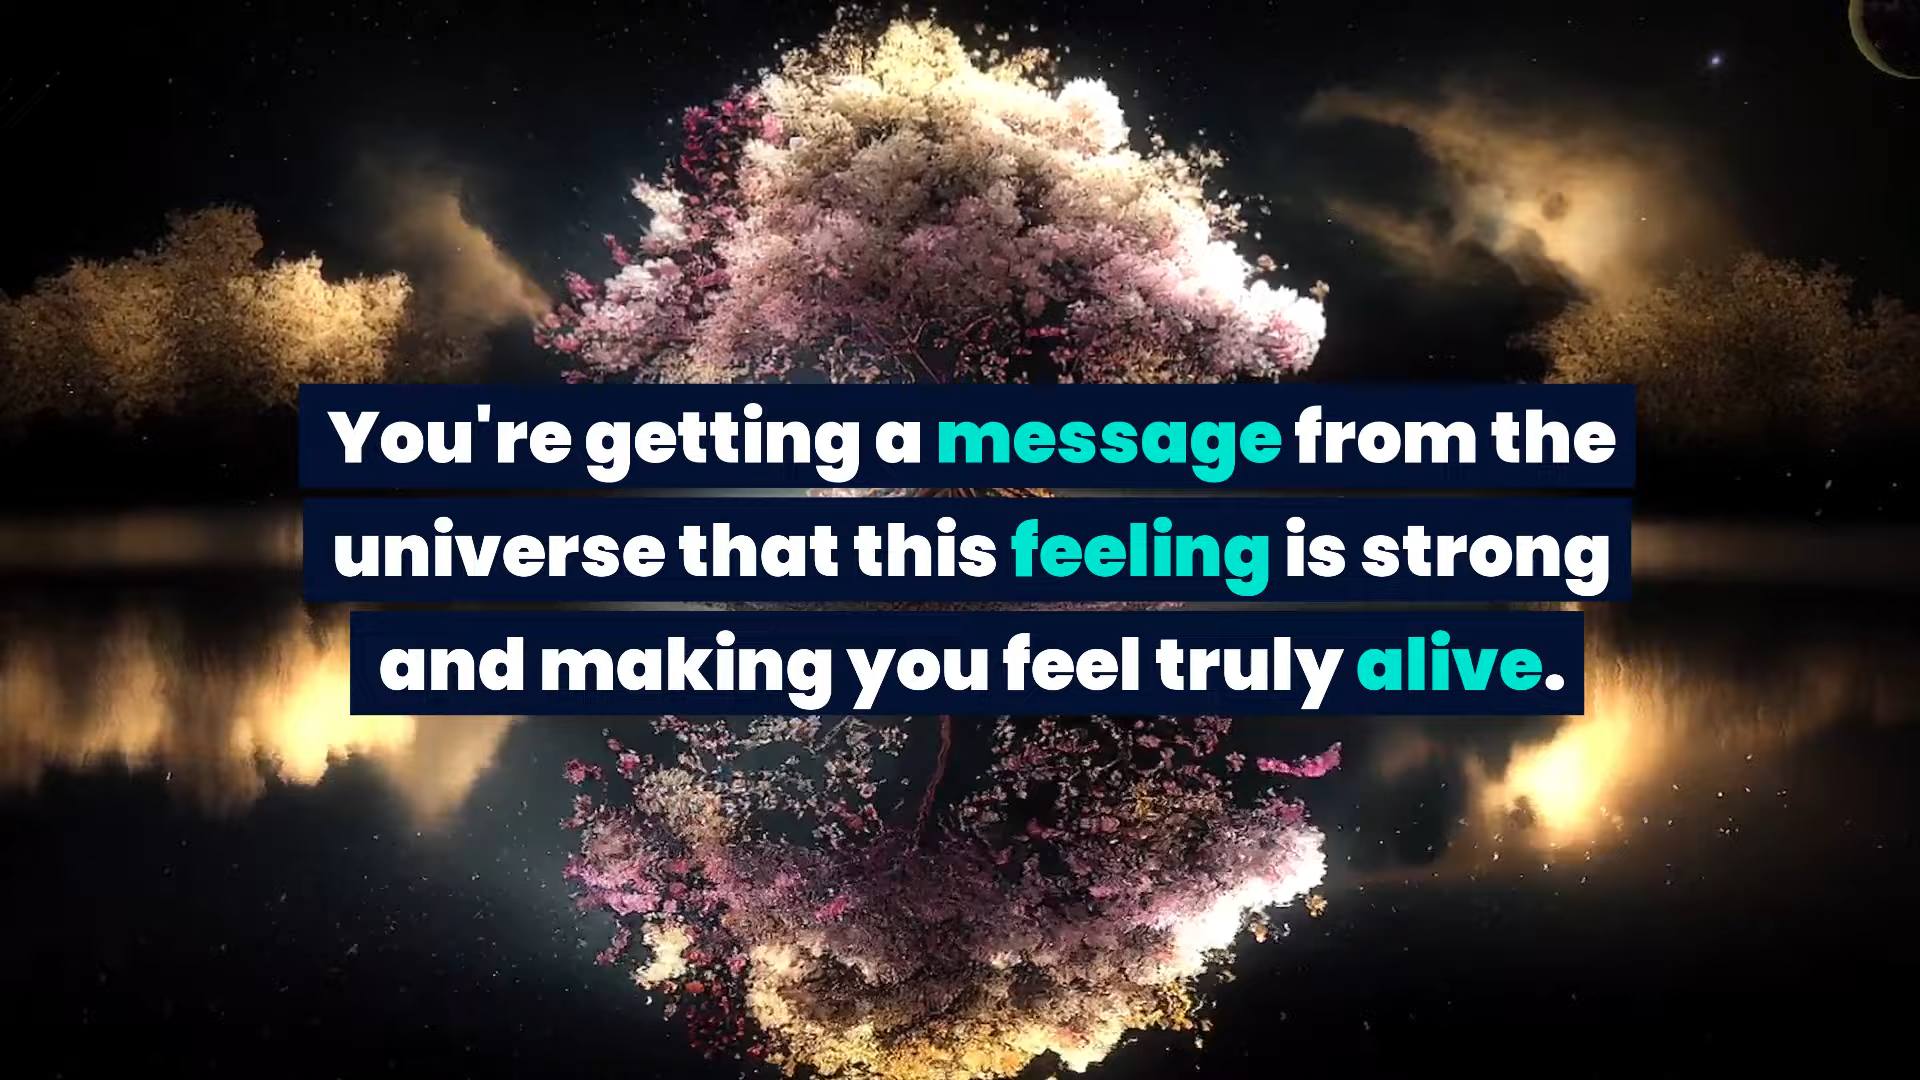 You're getting a message from the
universe that this feeling is strong
and making you feel truly alive.